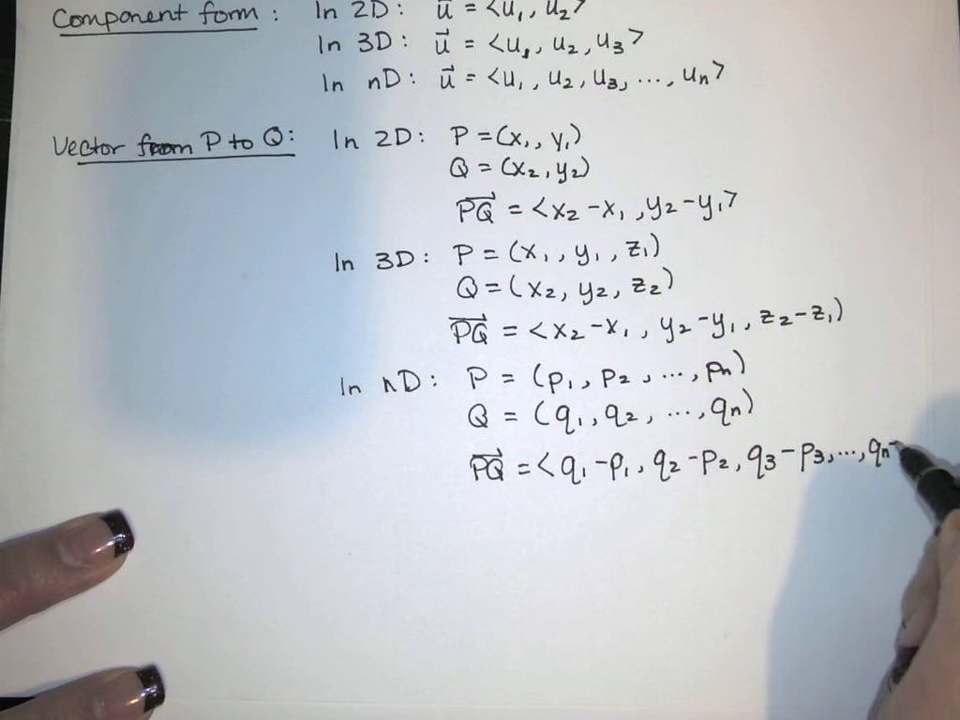 Component form : In 2D: u⃗ = <u₁, u₂>
In 3D: u⃗ = <u₁, u₂, u₃>
In nD: u⃗ = <u₁, u₂, u₃, ..., uₙ>
Vector from P to Q: In 2D: P = (x₁, y₁)
Q = (x₂, y₂)
PQ⃗ = <x₂ - x₁, y₂ - y₁>
In 3D: P = (x₁, y₁, z₁)
Q = (x₂, y₂, z₂)
PQ⃗ = <x₂ - x₁, y₂ - y₁, z₂ - z₁)
In nD: P = (p₁, p₂, ..., pₙ)
Q = (q₁, q₂, ..., qₙ)
PQ⃗ = <q₁ - p₁, q₂ - p₂, q₃ - p₃, ..., qₙ -